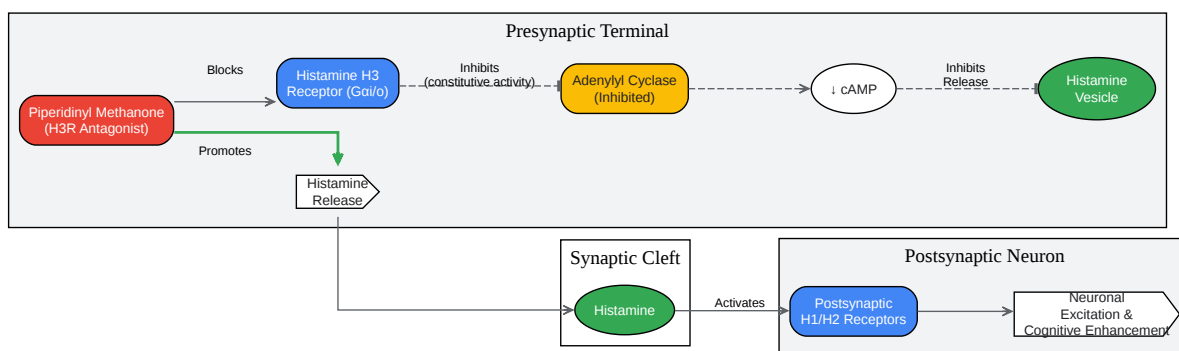 Presynaptic Terminal
Blocks
Histamine H3
Receptor (Gαi/o)
Inhibits
(constitutive activity)
Adenylyl Cyclase
(Inhibited)
↓ cAMP
Inhibits
Release
Histamine
Vesicle
Piperidinyl Methanone
(H3R Antagonist)
Promotes
Histamine
Release
Synaptic Cleft
Histamine
Activates
Postsynaptic Neuron
Postsynaptic
H1/H2 Receptors
Neuronal
Excitation &
Cognitive Enhancement